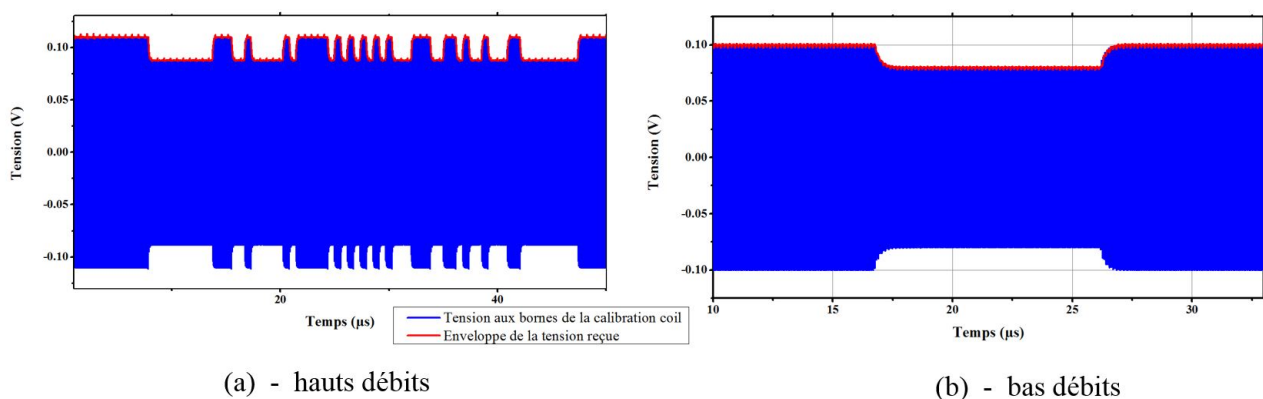 0.10
0.05
0.00
-0.05
-0.10
Tension (V)
20
40
Temps (µs)
0.10
0.05
0.00
-0.05
-0.10
Tension (V)
10
15
20
25
30
Temps (µs)
Tension aux bornes de la calibration coil
Enveloppe de la tension reçue
(a) - hauts débits
(b) - bas débits